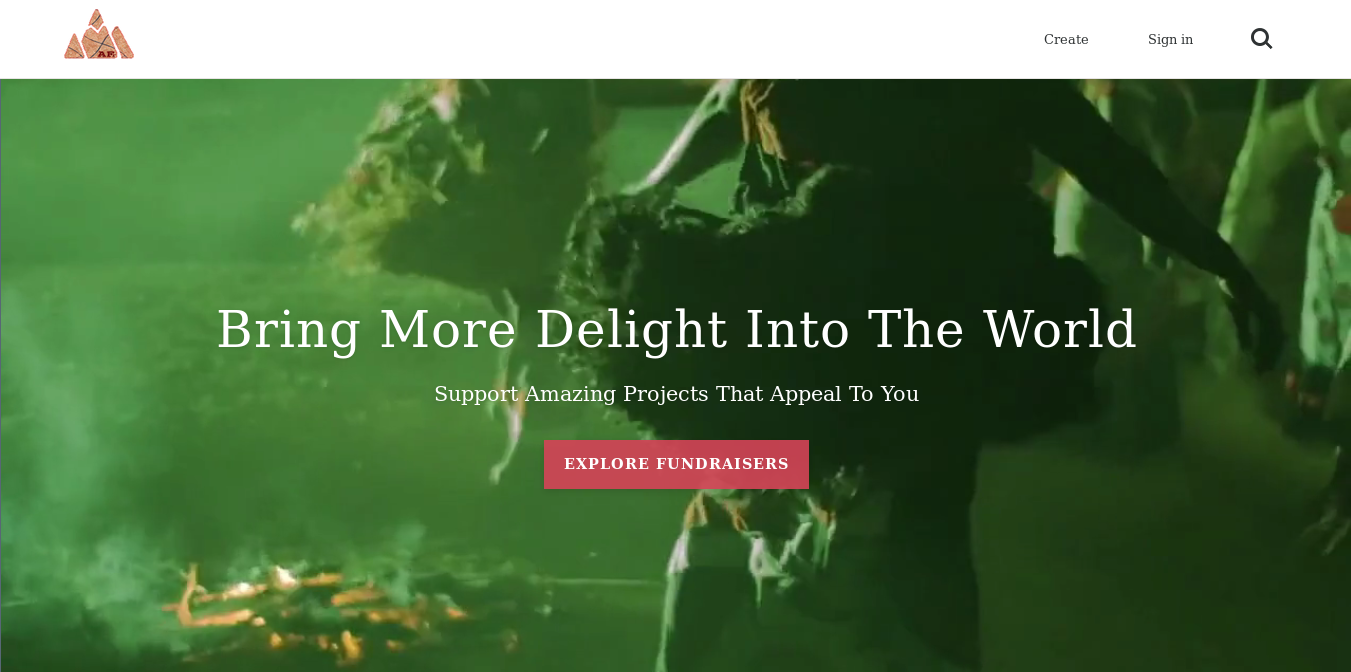 AF
Create
Sign in
Bring More Delight Into The World
Support Amazing Projects That Appeal To You
EXPLORE FUNDRAISERS